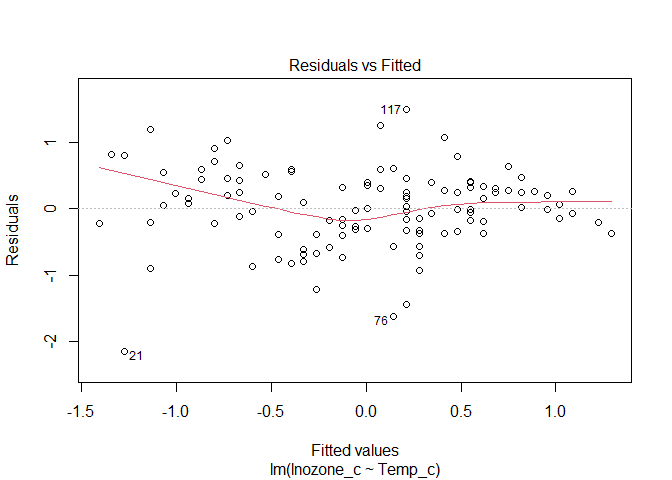 Residuals vs Fitted
117
76
21
Residuals
1
0
-1
-2
-1.5 -1.0 -0.5 0.0 0.5 1.0
Fitted values
lm(lnozone_c ~ Temp_c)